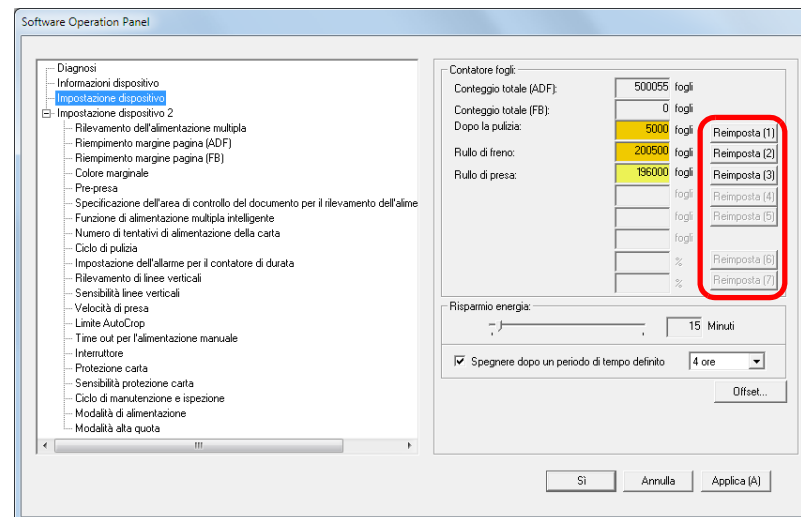 Software Operation Panel
Diagnosi
Informazioni dispositivo
Impostazione dispositivo
Impostazione dispositivo 2
Rilevamento dell'alimentazione multipla
Riempimento margine pagina (ADF)
Riempimento margine pagina (FB)
Colore marginale
Pre-presa
Specificazione dell'area di controllo del documento per il rilevamento dell'alime
Funzione di alimentazione multipla intelligente
Numero di tentativi di alimentazione della carta
Ciclo di pulizia
Impostazione dell'allarme per il contatore di durata
Rilevamento di linee verticali
Sensibilità linee verticali
Velocità di presa
Limite AutoCrop
Time out per l'alimentazione manuale
Interruttore
Protezione carta
Sensibilità protezione carta
Ciclo di manutenzione e ispezione
Modalità di alimentazione
Modalità alta quota
Contatore fogli:
Conteggio totale (ADF): 500055 fogli
Conteggio totale (FB): 0 fogli
Dopo la pulizia: 5000 fogli Reimposta (1)
Rullo di freno: 200500 fogli Reimposta (2)
Rullo di presa: 196000 fogli Reimposta (3)
fogli Reimposta (4)
fogli Reimposta (5)
fogli
% Reimposta (6)
% Reimposta (7)
Risparmio energia:
15 Minuti
Spegnere dopo un periodo di tempo definito 4 ore
Offset...
Sì Annulla Applica (A)